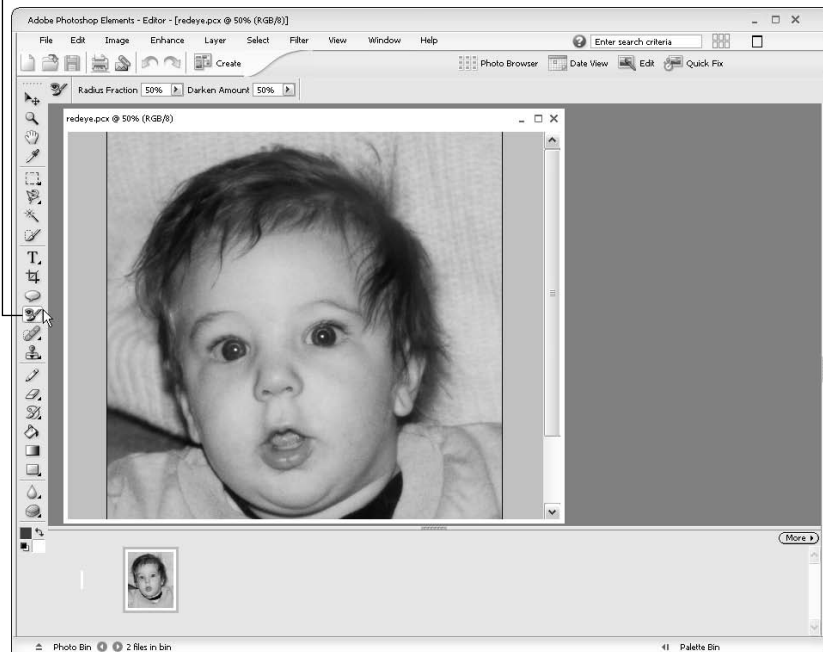 Adobe Photoshop Elements - Editor - [redeye.pcx @ 50% (RGB/8)]
File Edit Image Enhance Layer Select Filter View Window Help Enter search criteria
Create Photo Browser Date View Edit Quick Fix
Radius Fraction 50% Darken Amount 50%
redeye.pcx @ 50% (RGB/8)
T
More
Photo Bin 2 files in bin Palette Bin